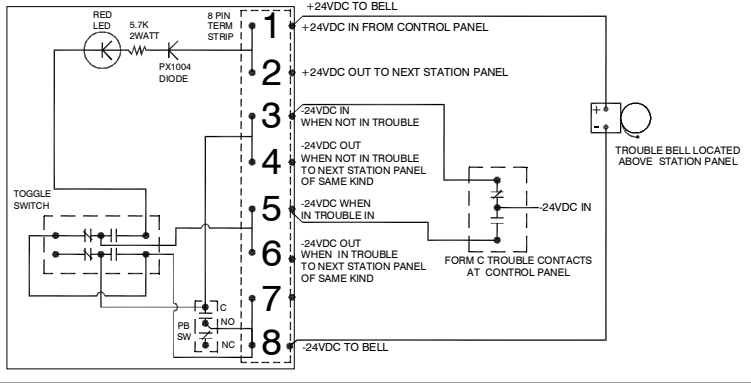 +24VDC TO BELL
RED
LED
5.7K
2WATT
8 PIN
TERM
STRIP
PX1004
DIODE
1
+24VDC IN FROM CONTROL PANEL
2
+24VDC OUT TO NEXT STATION PANEL
3
-24VDC IN
WHEN NOT IN TROUBLE
4
-24VDC OUT
WHEN NOT IN TROUBLE
TO NEXT STATION PANEL
OF SAME KIND
5
-24VDC WHEN
IN TROUBLE IN
6
-24VDC OUT
WHEN IN TROUBLE
TO NEXT STATION PANEL
OF SAME KIND
7
8
-24VDC TO BELL
+
-
TROUBLE BELL LOCATED
ABOVE STATION PANEL
-24VDC IN
FORM C TROUBLE CONTACTS
AT CONTROL PANEL
TOGGLE
SWITCH
PB
SW
C
NO
NC